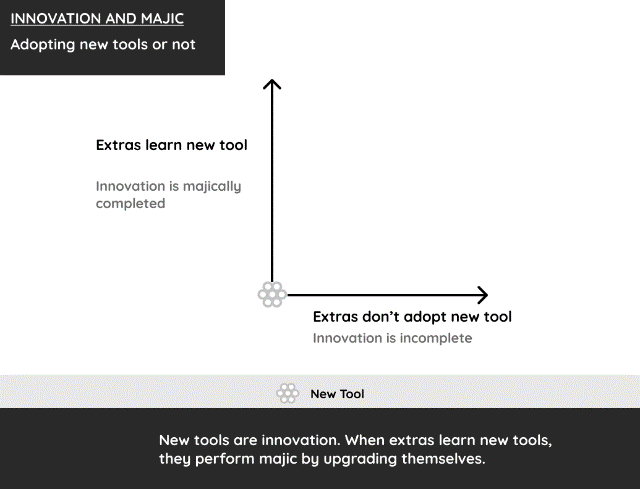 INNOVATION AND MAJIC
Adopting new tools or not
Extras learn new tool
Innovation is majically
completed
Extras don't adopt new tool
Innovation is incomplete
New Tool
New tools are innovation. When extras learn new tools,
they perform majic by upgrading themselves.